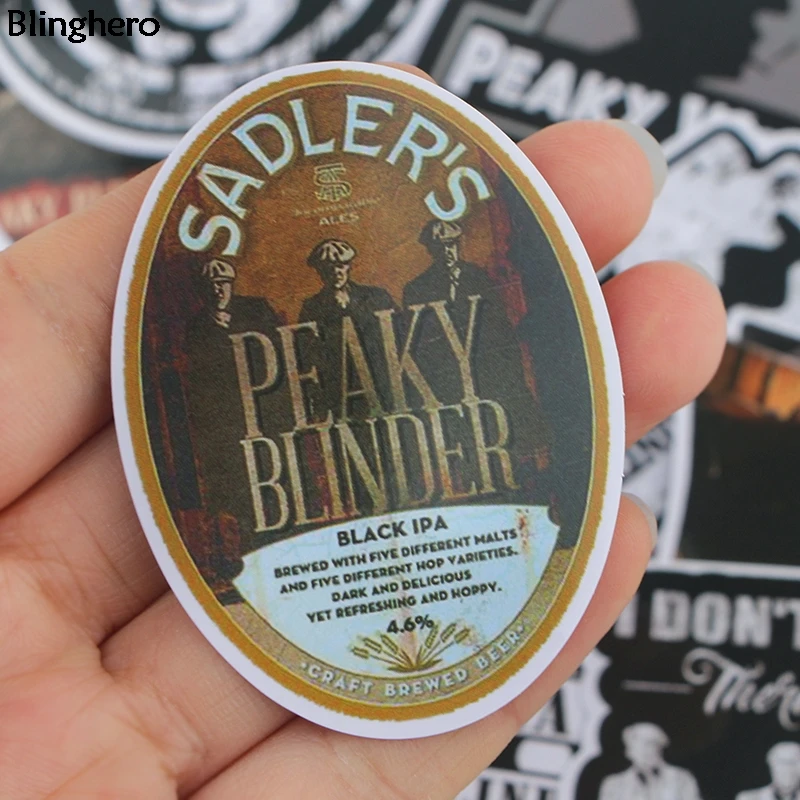 Blinghero
PEAKY
SADLER'S
ALES
PEAKY
BLINDER
BLACK IPA
BREWED WITH FIVE DIFFERENT MALTS
AND FIVE DIFFERENT HOP VARIETIES.
DARK AND DELICIOUS
YET REFRESHING AND HOPPY.
4.6%
•CRAFT BREWED BEER•
I DON'T